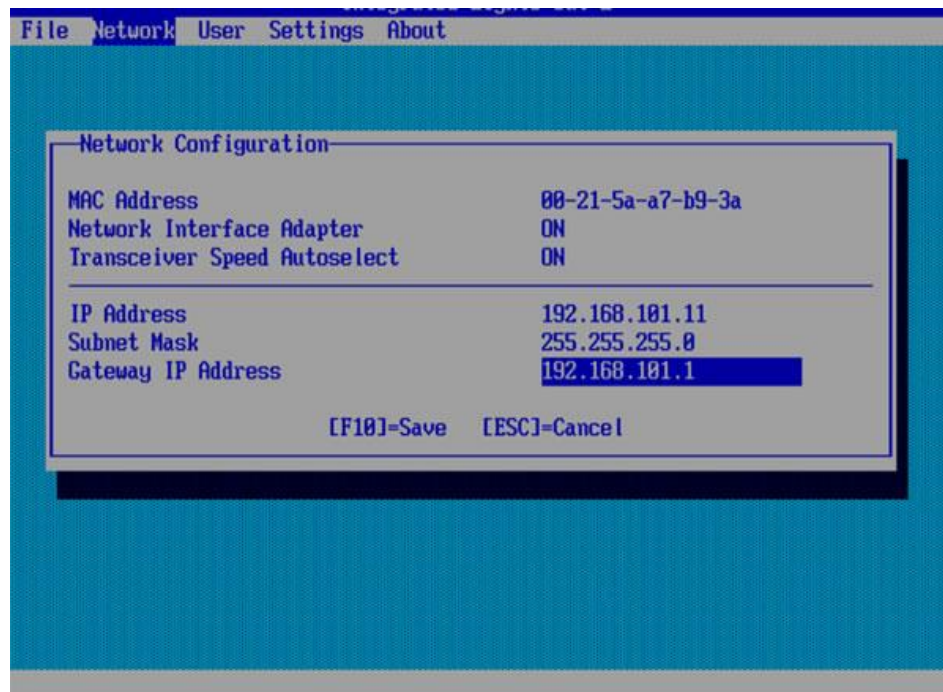 File Network User Settings About
Network Configuration
MAC Address 00-21-5a-a7-b9-3a
Network Interface Adapter ON
Transceiver Speed Autoselect ON
IP Address 192.168.101.11
Subnet Mask 255.255.255.0
Gateway IP Address 192.168.101.1
[F10]=Save [ESC]=Cancel